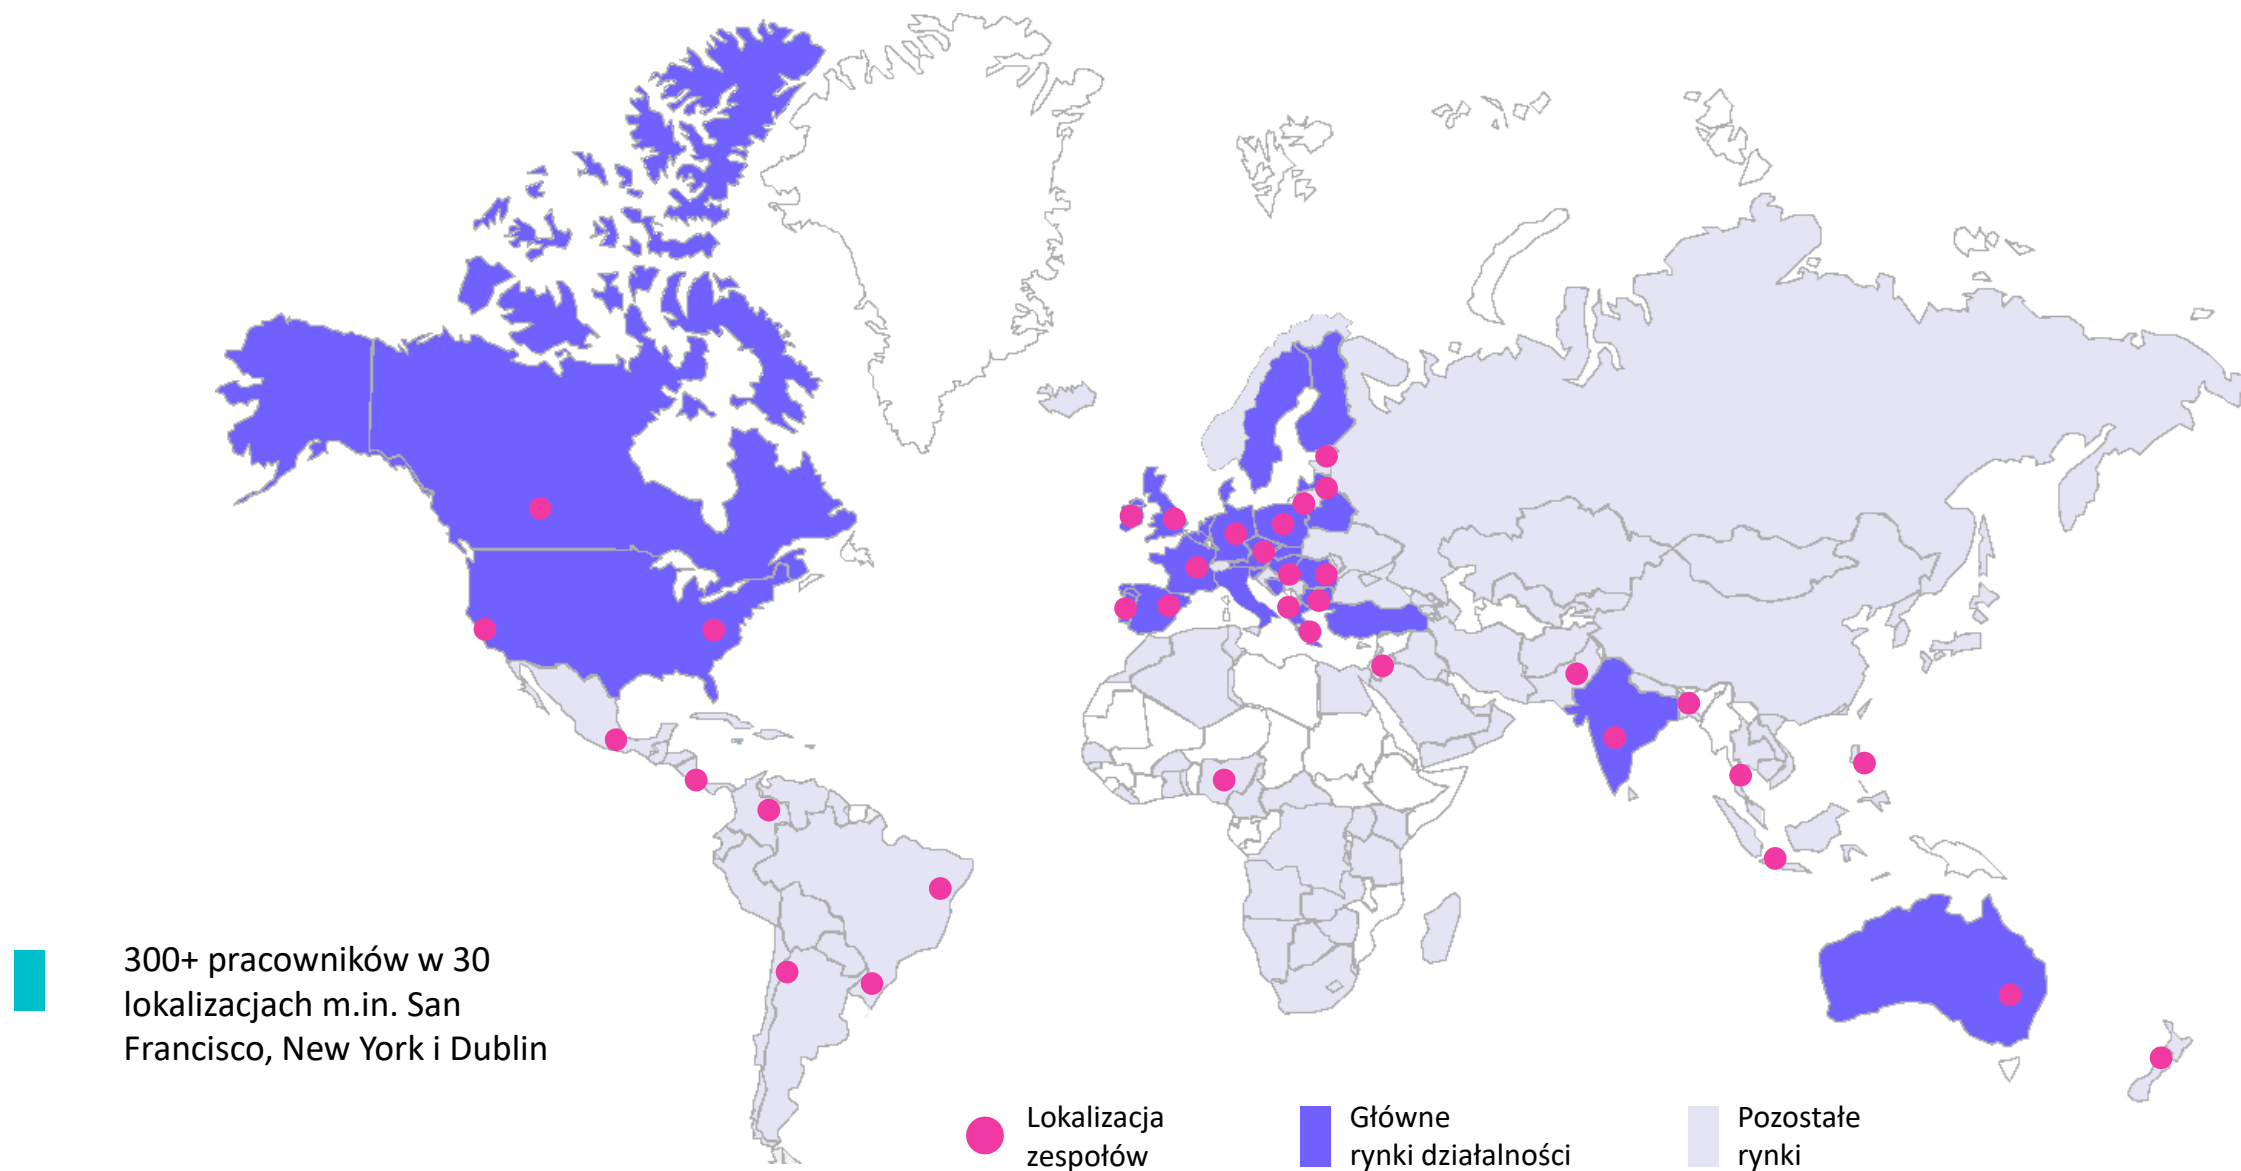 300+ pracowników w 30
lokalizacjach m.in. San
Francisco, New York i Dublin
Lokalizacja
zespołów
Główne
rynki działalności
Pozostałe
rynki